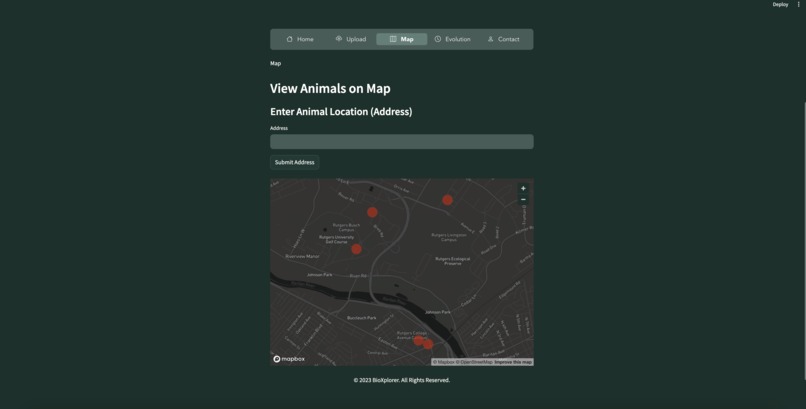 Deploy
Home
Upload
Map
Evolution
Contact
Map
View Animals on Map
Enter Animal Location (Address)
Address
Submit Address
Rutgers Busch
Campus
Rutgers University
Golf Course
Rutgers Livingston
Campus
Riverview Manor
Rutgers Ecological
Preserve
Johnson Park
Johnson Park
Buccleuch Park
Rutgers College
mapbox
© Mapbox © OpenStreetMap Improve this map
© 2023 BioXplorer. All Rights Reserved.